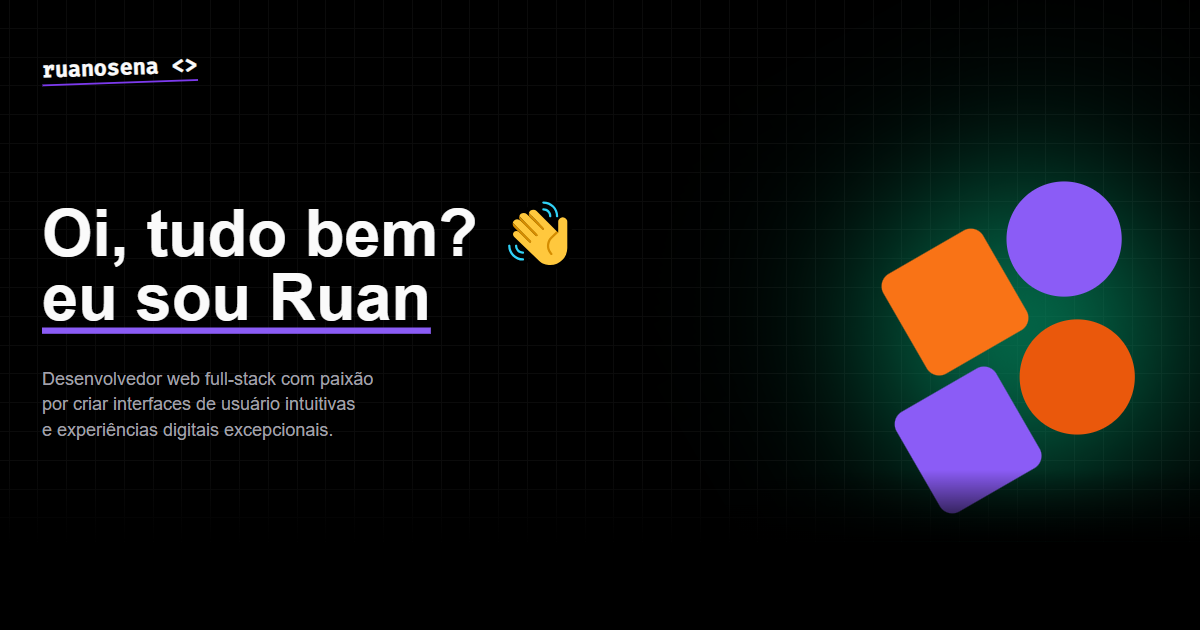 ruanosena <>
Oi, tudo bem? 👋
eu sou Ruan
Desenvolvedor web full-stack com paixão
por criar interfaces de usuário intuitivas
e experiências digitais excepcionais.